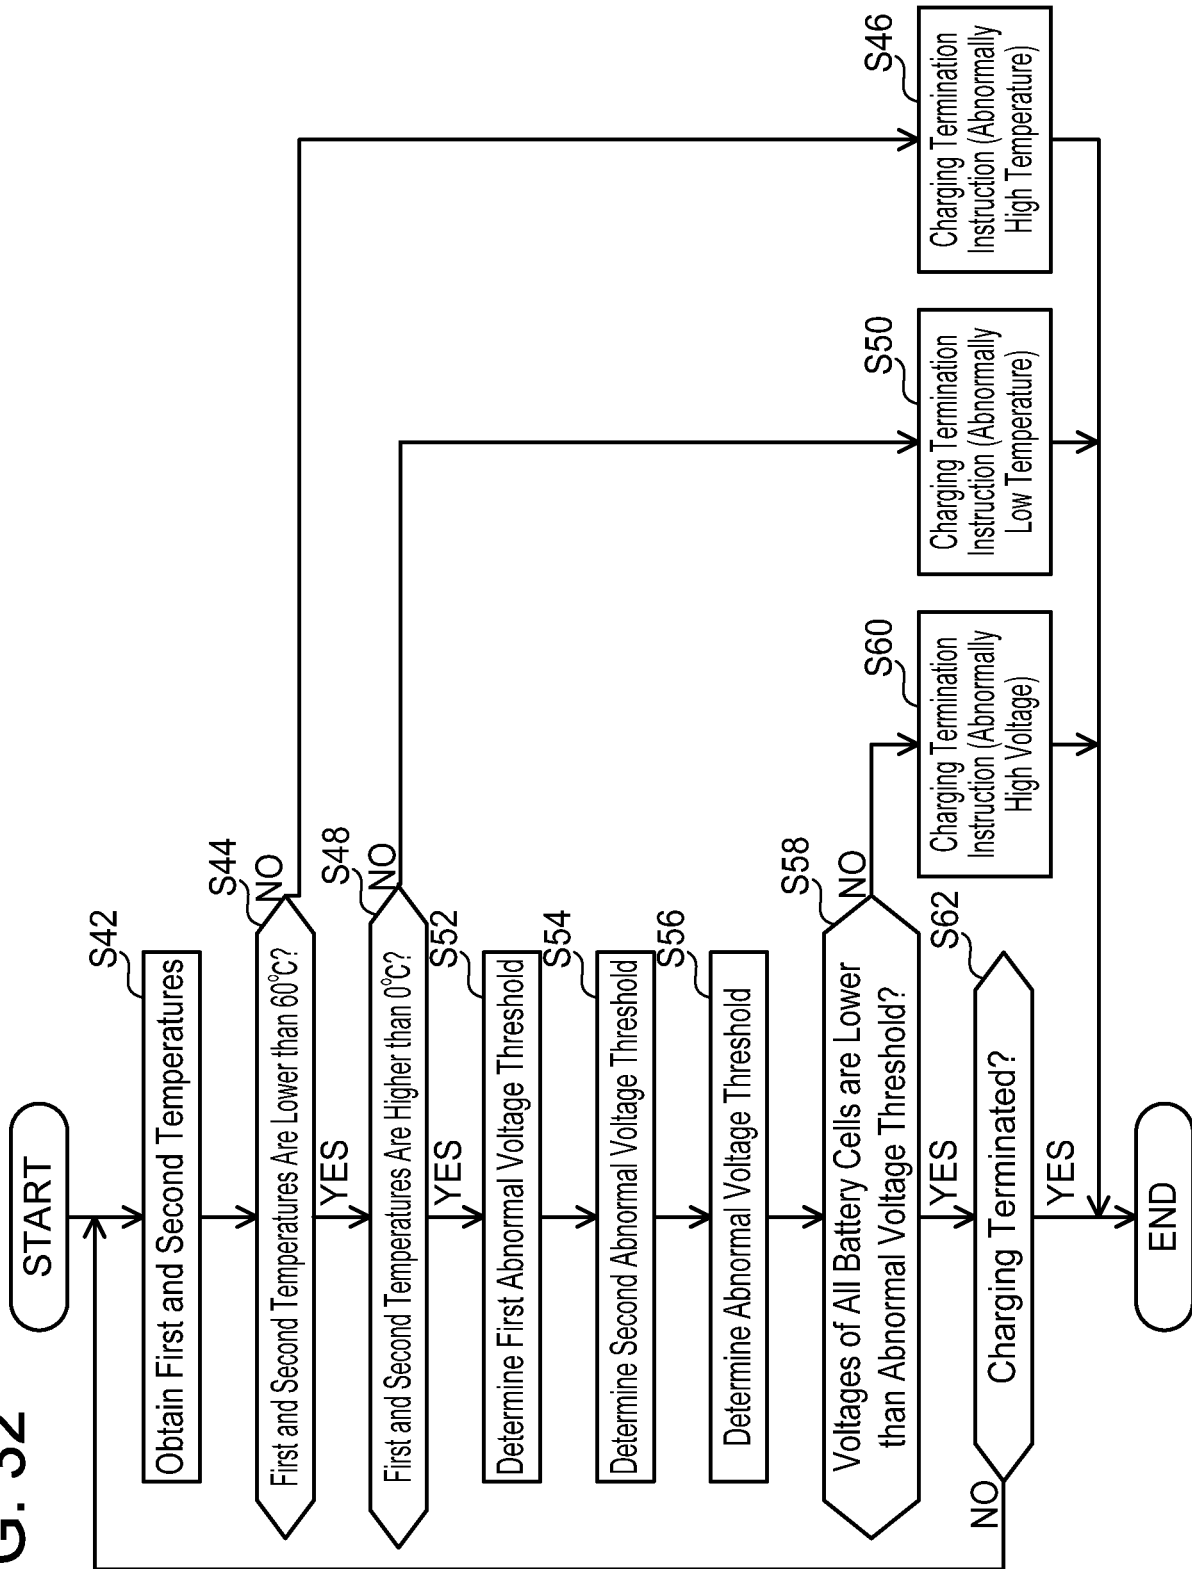 G. 32
START
S42
Obtain First and Second Temperatures
S44
First and Second Temperatures Are Lower than 60°C?
NO
YES
S48
First and Second Temperatures Are Higher than 0°C?
NO
YES
S52
Determine First Abnormal Voltage Threshold
S54
Determine Second Abnormal Voltage Threshold
S56
Determine Abnormal Voltage Threshold
S58
Voltages of All Battery Cells are Lower
than Abnormal Voltage Threshold?
NO
YES
S60
Charging Termination
Instruction (Abnormally
High Voltage)
S50
Charging Termination
Instruction (Abnormally
Low Temperature)
S46
Charging Termination
Instruction (Abnormally
High Temperature)
S62
Charging Terminated?
NO
YES
END